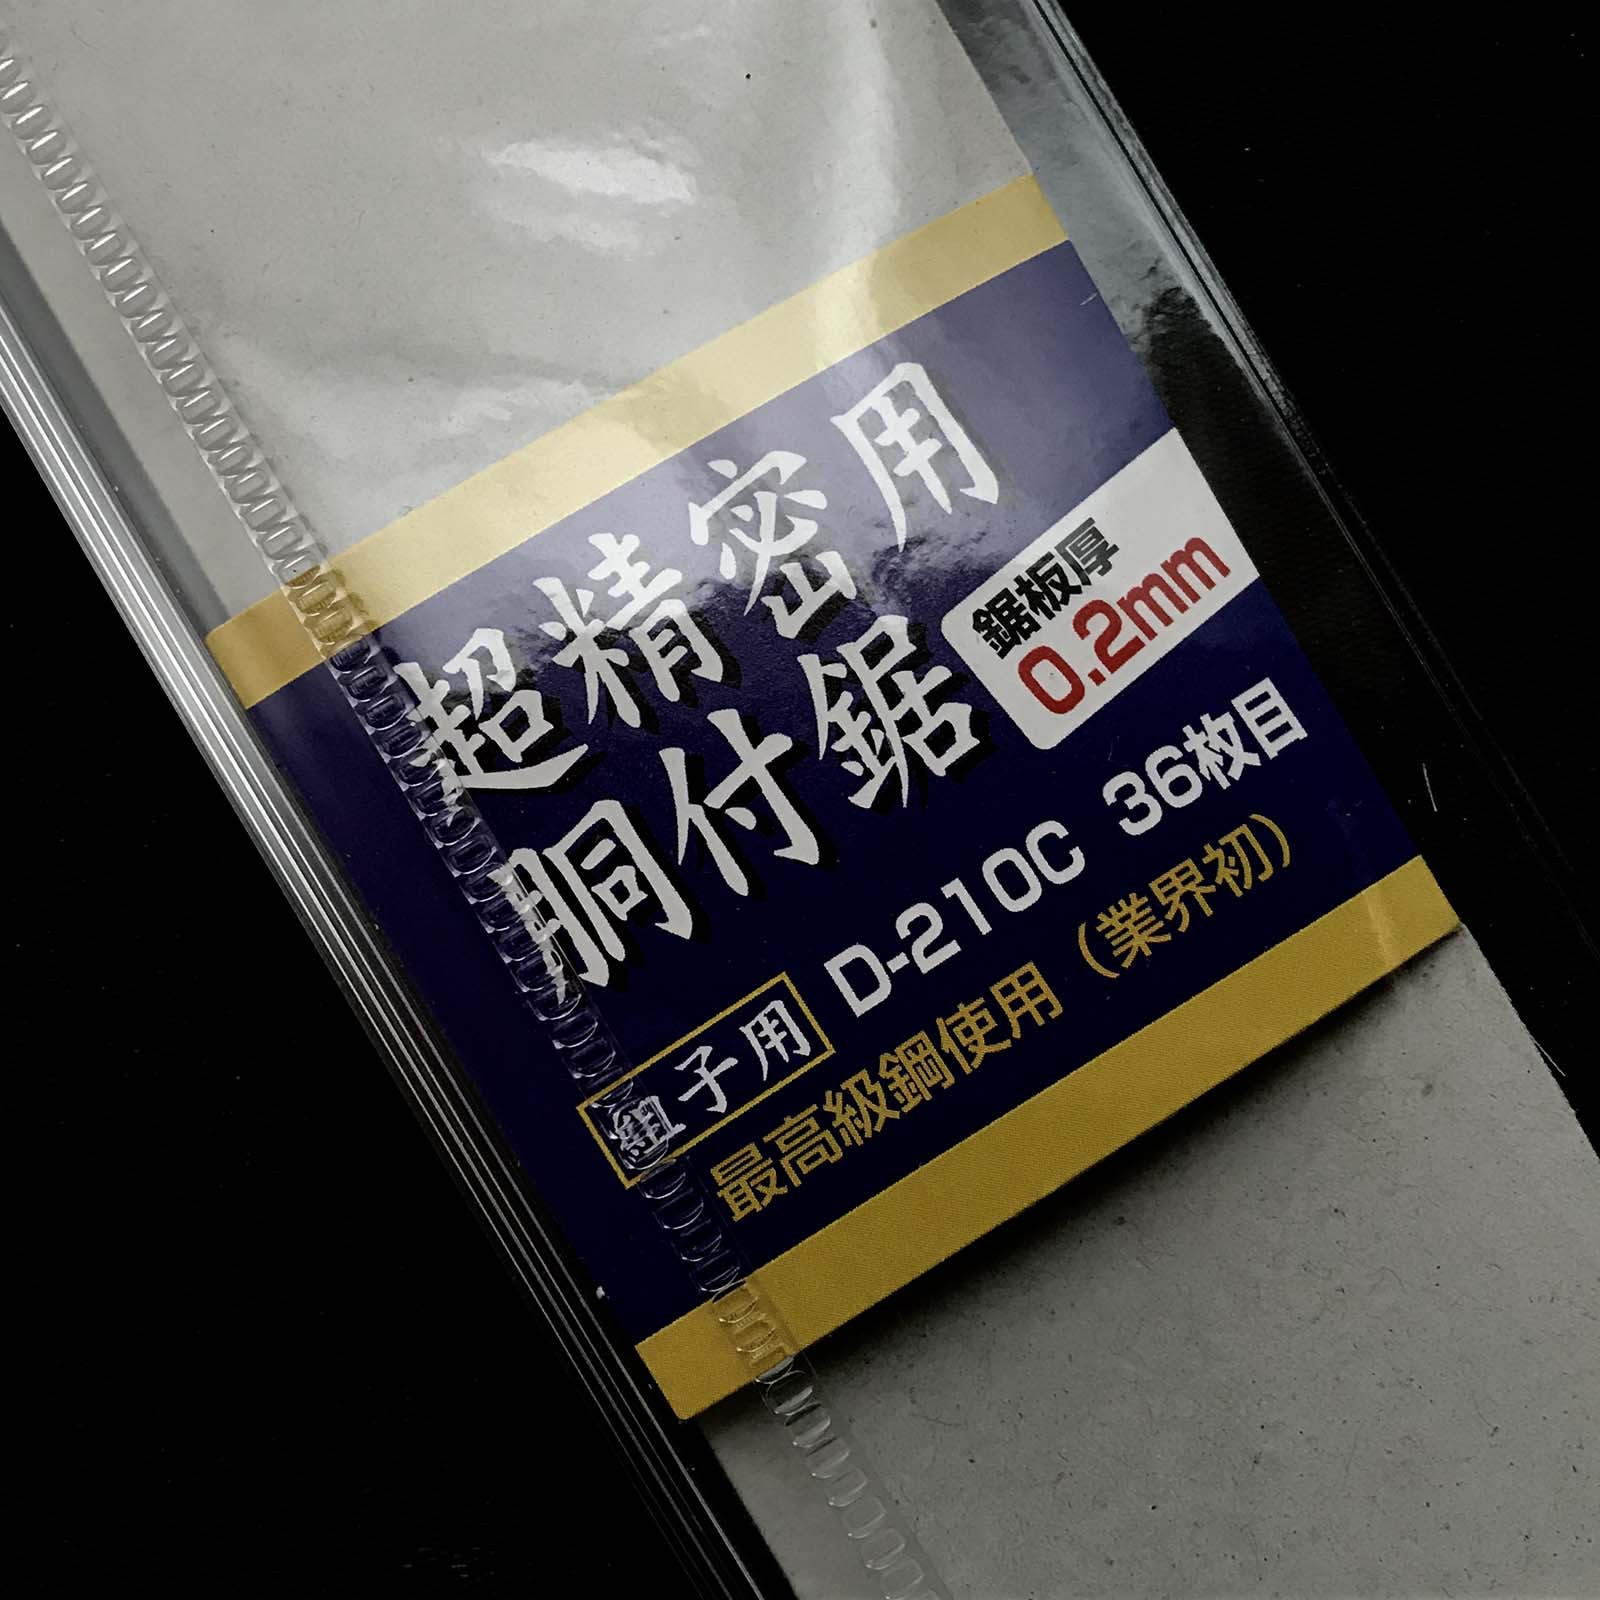 超精密用
胴付鋸
鋸板厚
0.2mm
組子用 D-210C 36枚目
最高級鋼使用（業界初）